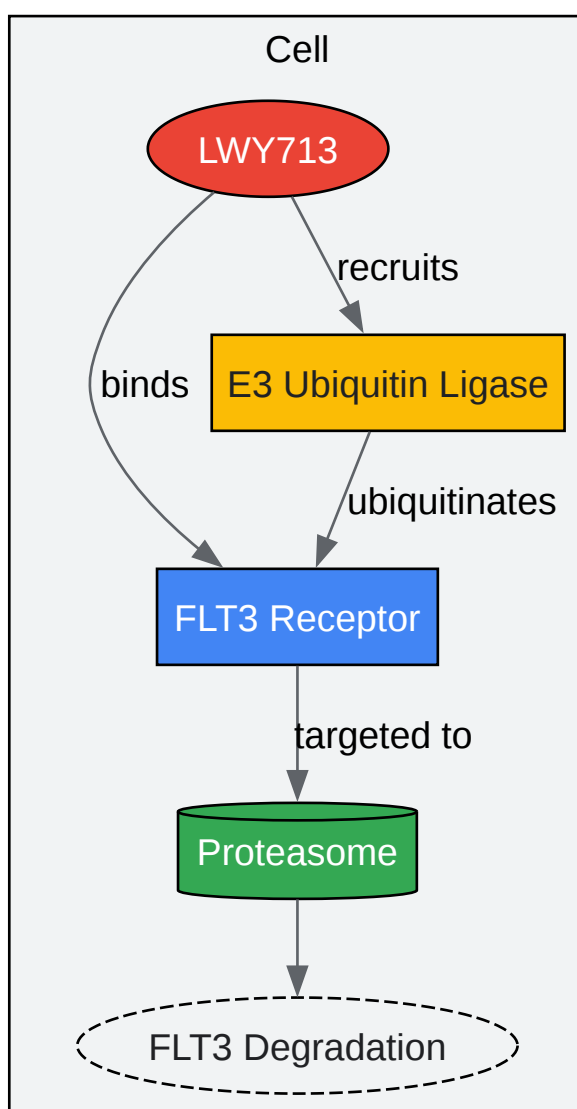 Cell
LWY713
recruits
binds
E3 Ubiquitin Ligase
ubiquitinates
FLT3 Receptor
targeted to
Proteasome
FLT3 Degradation